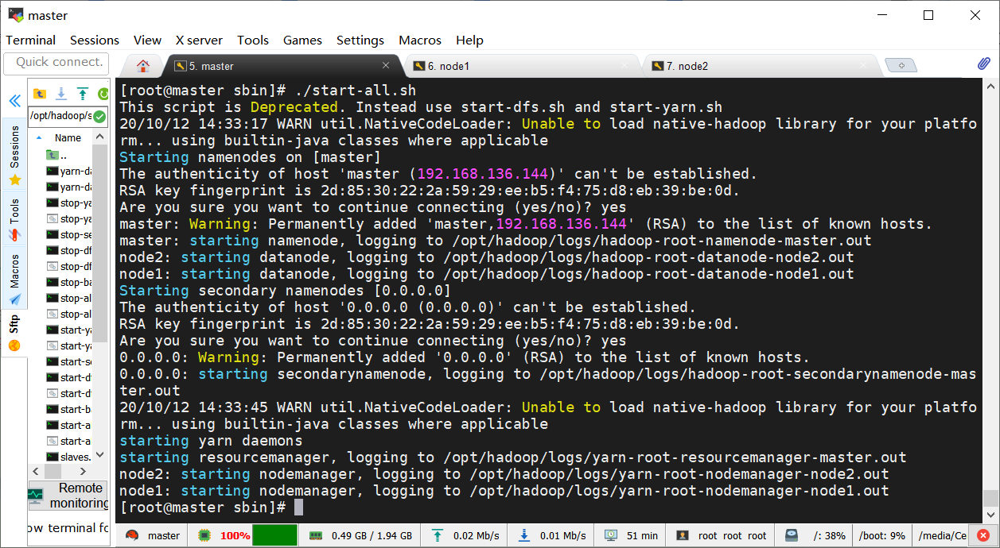 master
Terminal Sessions View X server Tools Games Settings Macros Help
Quick connect.
5. master
6. node1
7. node2
/opt/hadoop/s
Name
..
yarn-da
yarn-da
stop-ya
stop-ya
stop-se
stop-df
stop-df
stop-ba
stop-al
stop-al
start-ya
start-ya
start-se
start-d
start-d
start-b
start-a
start-a
slaves.
Sessions
Tools
Macros
Sftp
Remote
monitoring
ow terminal fo
[root@master sbin]# ./start-all.sh
This script is Deprecated. Instead use start-dfs.sh and start-yarn.sh
20/10/12 14:33:17 WARN util.NativeCodeLoader: Unable to load native-hadoop library for your platfo
rm... using builtin-java classes where applicable
Starting namenodes on [master]
The authenticity of host 'master (192.168.136.144)' can't be established.
RSA key fingerprint is 2d:85:30:22:2a:59:29:ee:b5:f4:75:d8:eb:39:be:0d.
Are you sure you want to continue connecting (yes/no)? yes
master: Warning: Permanently added 'master,192.168.136.144' (RSA) to the list of known hosts.
master: starting namenode, logging to /opt/hadoop/logs/hadoop-root-namenode-master.out
node2: starting datanode, logging to /opt/hadoop/logs/hadoop-root-datanode-node2.out
node1: starting datanode, logging to /opt/hadoop/logs/hadoop-root-datanode-node1.out
Starting secondary namenodes [0.0.0.0]
The authenticity of host '0.0.0.0 (0.0.0.0)' can't be established.
RSA key fingerprint is 2d:85:30:22:2a:59:29:ee:b5:f4:75:d8:eb:39:be:0d.
Are you sure you want to continue connecting (yes/no)? yes
0.0.0.0: Warning: Permanently added '0.0.0.0' (RSA) to the list of known hosts.
0.0.0.0: starting secondarynamenode, logging to /opt/hadoop/logs/hadoop-root-secondarynamenode-mas
ter.out
20/10/12 14:33:45 WARN util.NativeCodeLoader: Unable to load native-hadoop library for your platfo
rm... using builtin-java classes where applicable
starting yarn daemons
starting resourcemanager, logging to /opt/hadoop/logs/yarn-root-resourcemanager-master.out
node2: starting nodemanager, logging to /opt/hadoop/logs/yarn-root-nodemanager-node2.out
node1: starting nodemanager, logging to /opt/hadoop/logs/yarn-root-nodemanager-node1.out
[root@master sbin]#
master 100% 0.49 GB / 1.94 GB 0.02 Mb/s 0.01 Mb/s 51 min root root root /: 38% /boot: 9% /media/Ce